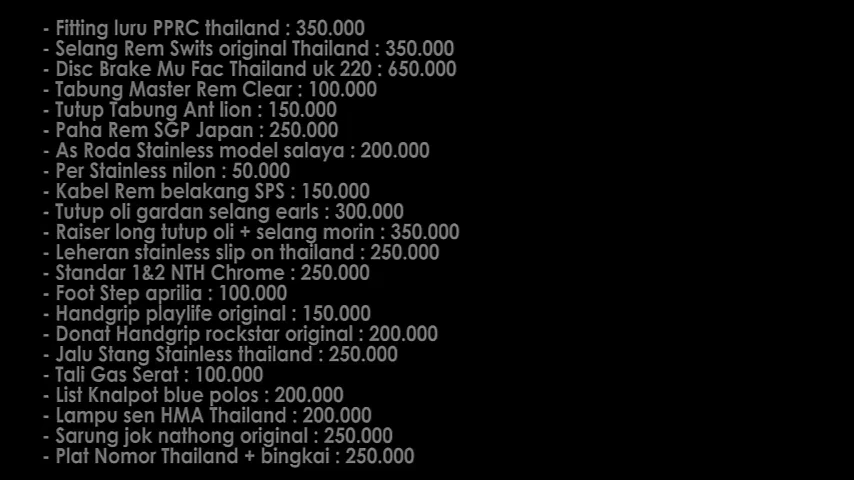 - Fitting luru PPRC thailand : 350.000
- Selang Rem Swits original Thailand : 350.000
- Disc Brake Mu Fac Thailand uk 220 : 650.000
- Tabung Master Rem Clear : 100.000
- Tutup Tabung Ant lion : 150.000
- Paha Rem SGP Japan : 250.000
- As Roda Stainless model salaya : 200.000
- Per Stainless nilon : 50.000
- Kabel Rem belakang SPS : 150.000
- Tutup oli gardan selang earls : 300.000
- Raiser long tutup oli + selang morin : 350.000
- Leheran stainless slip on thailand : 250.000
- Standar 1&2 NTH Chrome : 250.000
- Foot Step aprilia : 100.000
- Handgrip playlife original : 150.000
- Donat Handgrip rockstar original : 200.000
- Jalu Stang Stainless thailand : 250.000
- Tali Gas Serat : 100.000
- List Knalpot blue polos : 200.000
- Lampu sen HMA Thailand : 200.000
- Sarung jok nathong original : 250.000
- Plat Nomor Thailand + bingkai : 250.000